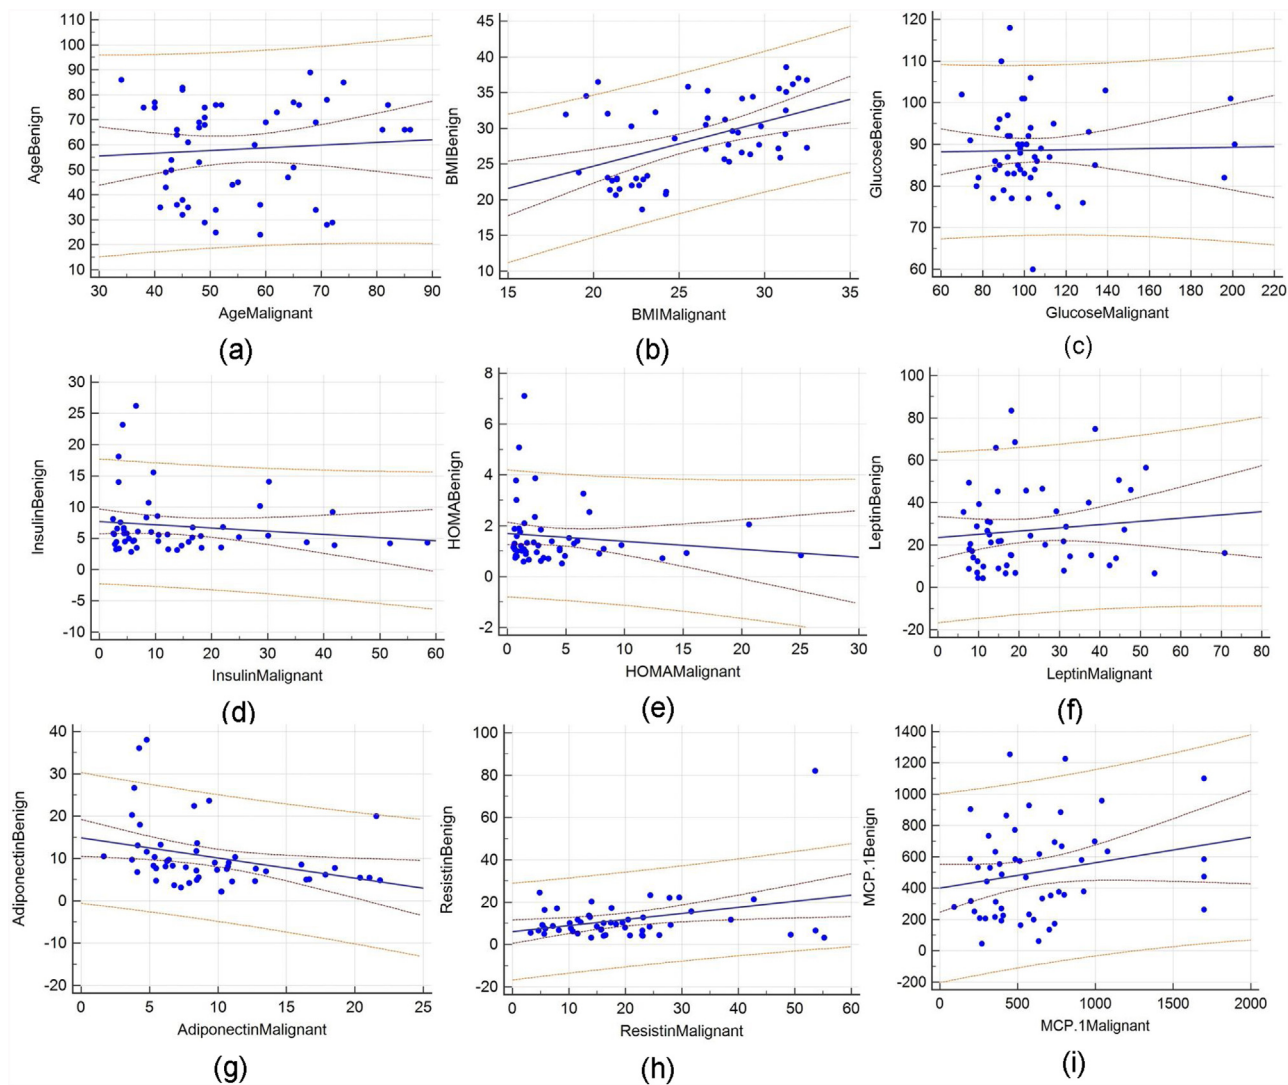 110
100
90
80
70
60
50
40
30
20
10
AgeBenign
30 40 50 60 70 80 90
AgeMalignant
(a)
45
40
35
30
25
20
15
10
BMIBenign
15 20 25 30 35
BMIMalignant
(b)
120
110
100
90
80
70
60
GlucoseBenign
60 80 100 120 140 160 180 200 220
GlucoseMalignant
(c)
30
25
20
15
10
5
0
-5
-10
InsulinBenign
0 10 20 30 40 50 60
InsulinMalignant
(d)
8
6
4
2
0
-2
HOMABenign
0 5 10 15 20 25 30
HOMAMalignant
(e)
100
80
60
40
20
0
-20
LeptinBenign
0 10 20 30 40 50 60 70 80
LeptinMalignant
(f)
40
30
20
10
0
-10
-20
AdiponectinBenign
0 5 10 15 20 25
AdiponectinMalignant
(g)
100
80
60
40
20
0
-20
ResistinBenign
0 10 20 30 40 50 60
ResistinMalignant
(h)
1400
1200
1000
800
600
400
200
0
-200
MCP.1Benign
0 500 1000 1500 2000
MCP.1Malignant
(i)